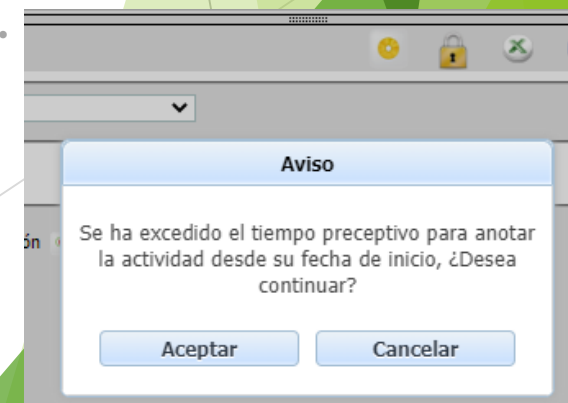 Aviso
ón
Se ha excedido el tiempo preceptivo para anotar
la actividad desde su fecha de inicio, ¿Desea
continuar?
Aceptar
Cancelar